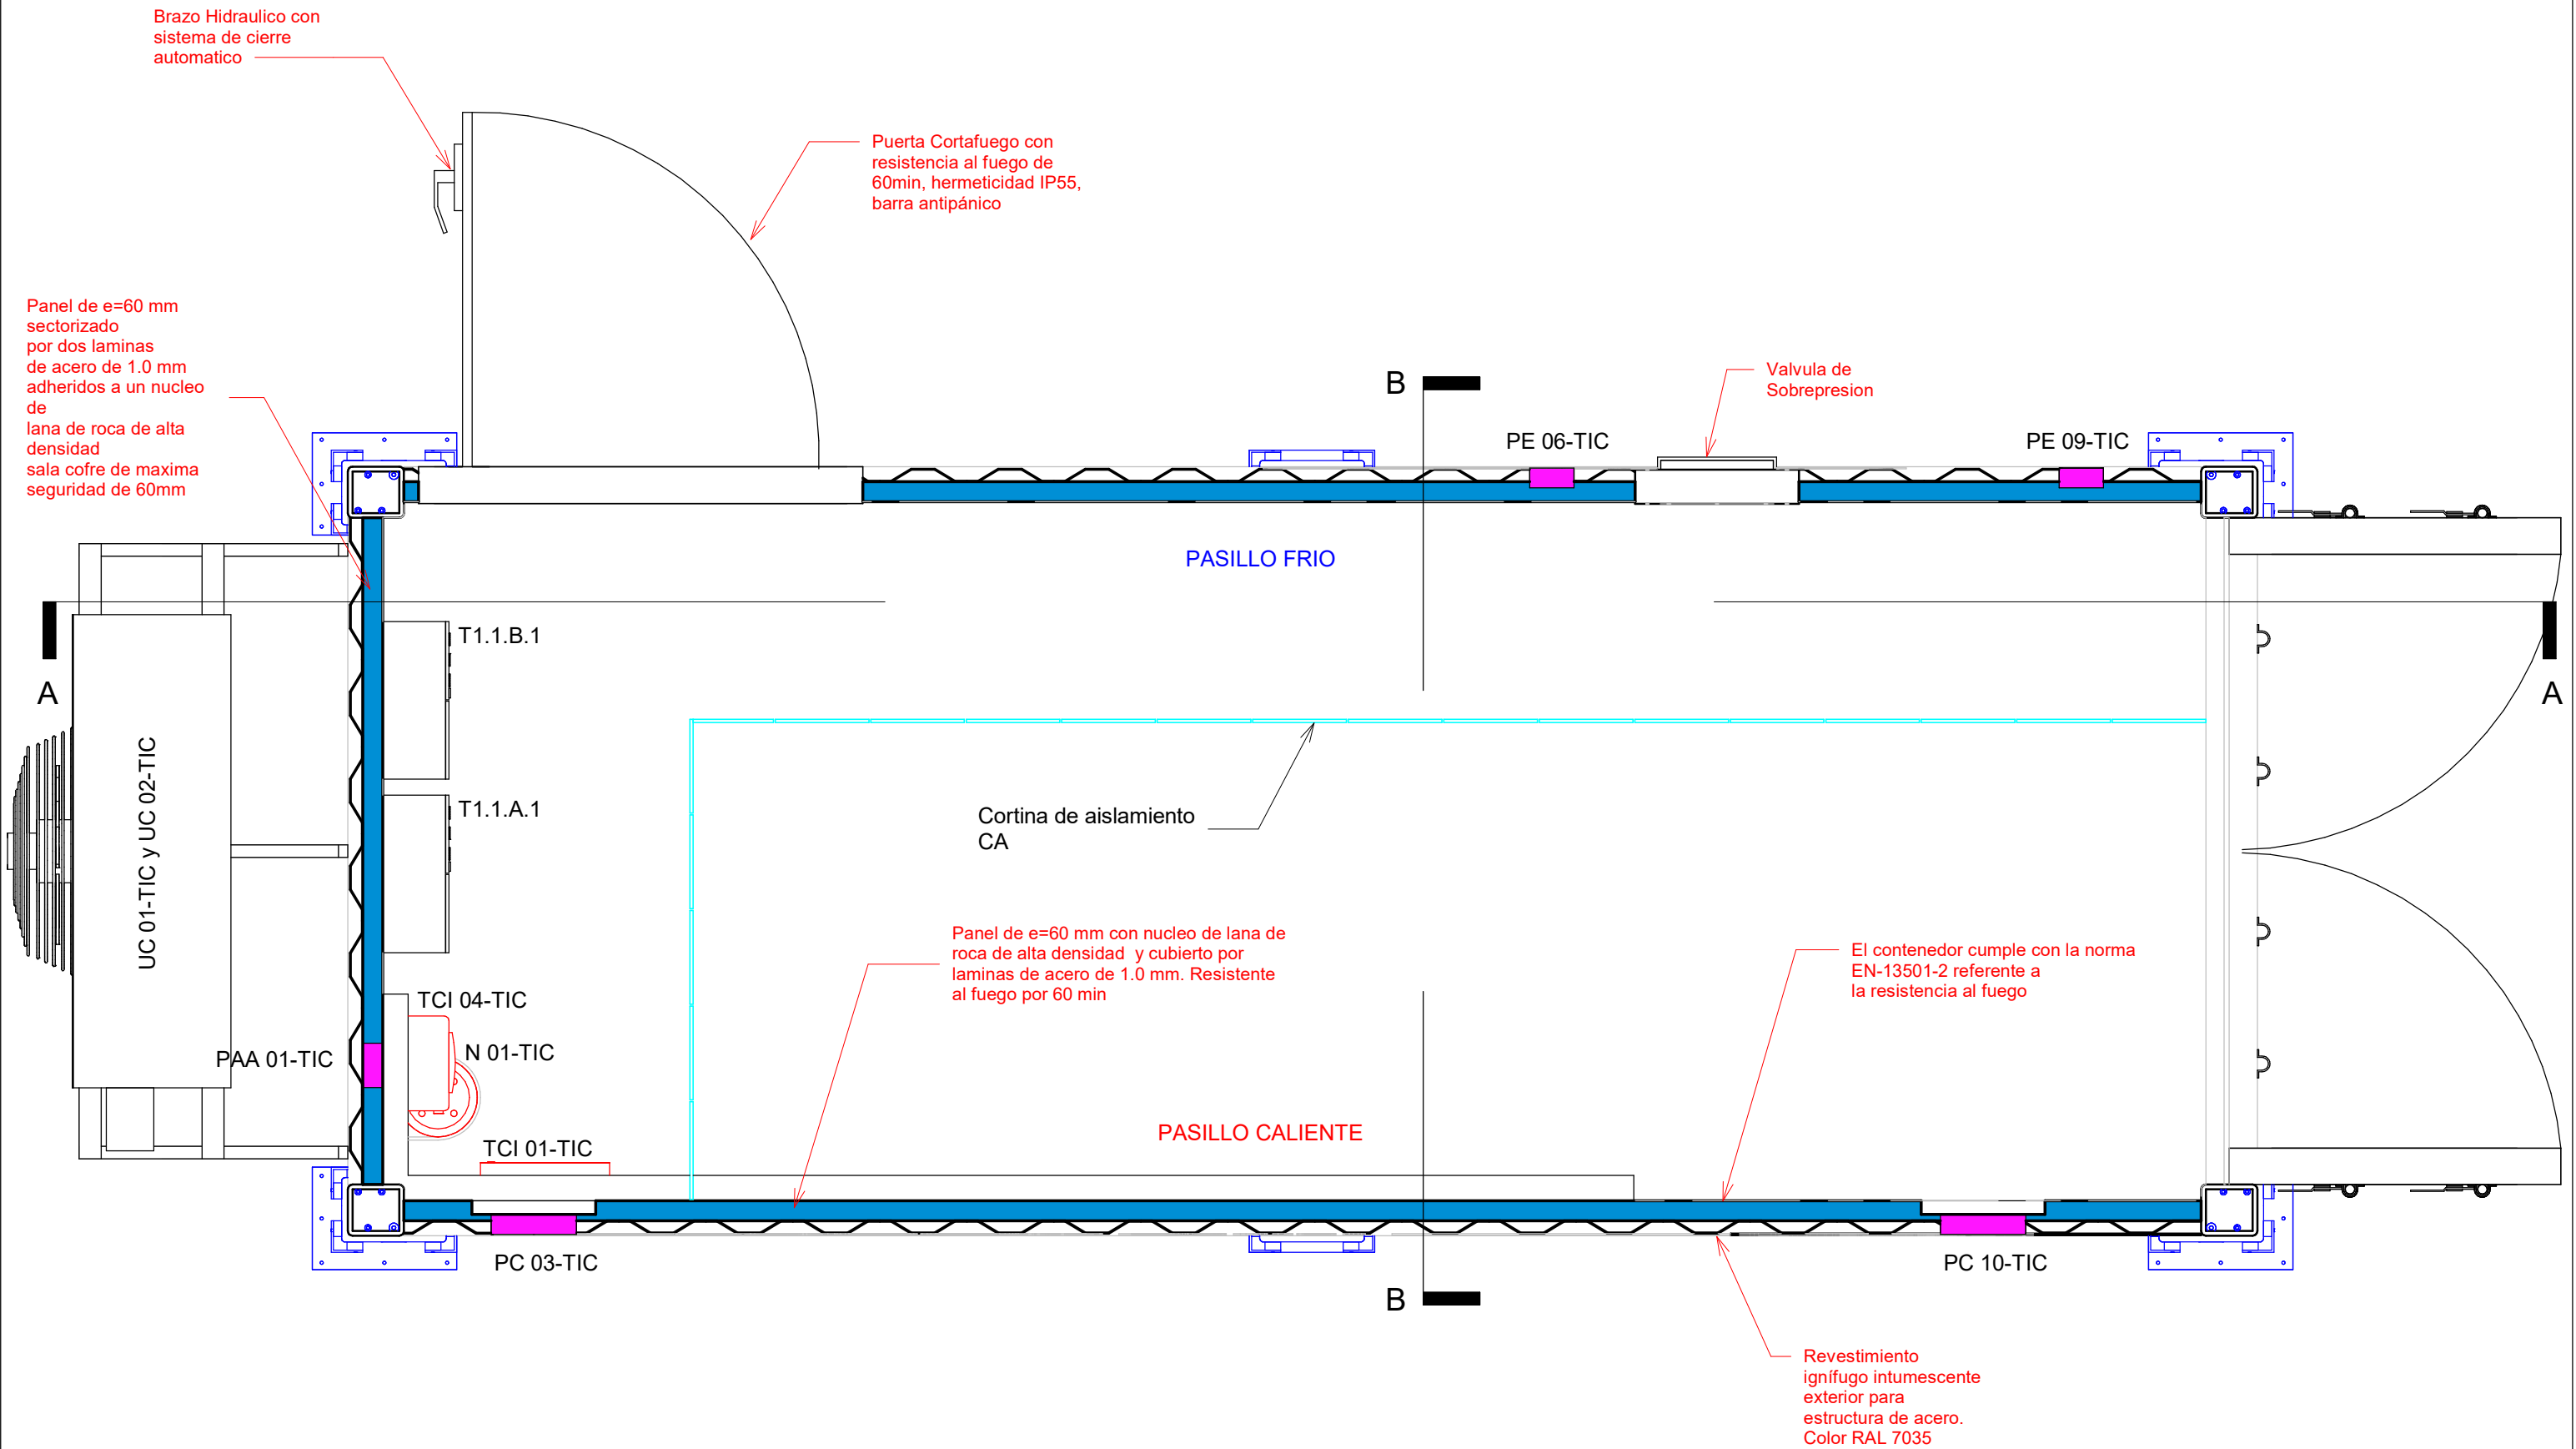 Brazo Hidraulico con
sistema de cierre
automatico
Puerta Cortafuego con
resistencia al fuego de
60min, hermeticidad IP55,
barra antipánico
Panel de e=60 mm
sectorizado
por dos laminas
de acero de 1.0 mm
adheridos a un nucleo
de
lana de roca de alta
densidad
sala cofre de maxima
seguridad de 60mm
B
Valvula de
Sobrepresion
PE 06-TIC
PE 09-TIC
PASILLO FRIO
T1.1.B.1
A
A
UC 01-TIC y UC 02-TIC
T1.1.A.1
Cortina de aislamiento
CA
Panel de e=60 mm con nucleo de lana de
roca de alta densidad  y cubierto por
laminas de acero de 1.0 mm. Resistente
al fuego por 60 min
El contenedor cumple con la norma
EN-13501-2 referente a
la resistencia al fuego
TCI 04-TIC
PAA 01-TIC
N 01-TIC
TCI 01-TIC
PASILLO CALIENTE
PC 03-TIC
PC 10-TIC
B
Revestimiento
ignífugo intumescente
exterior para
estructura de acero.
Color RAL 7035